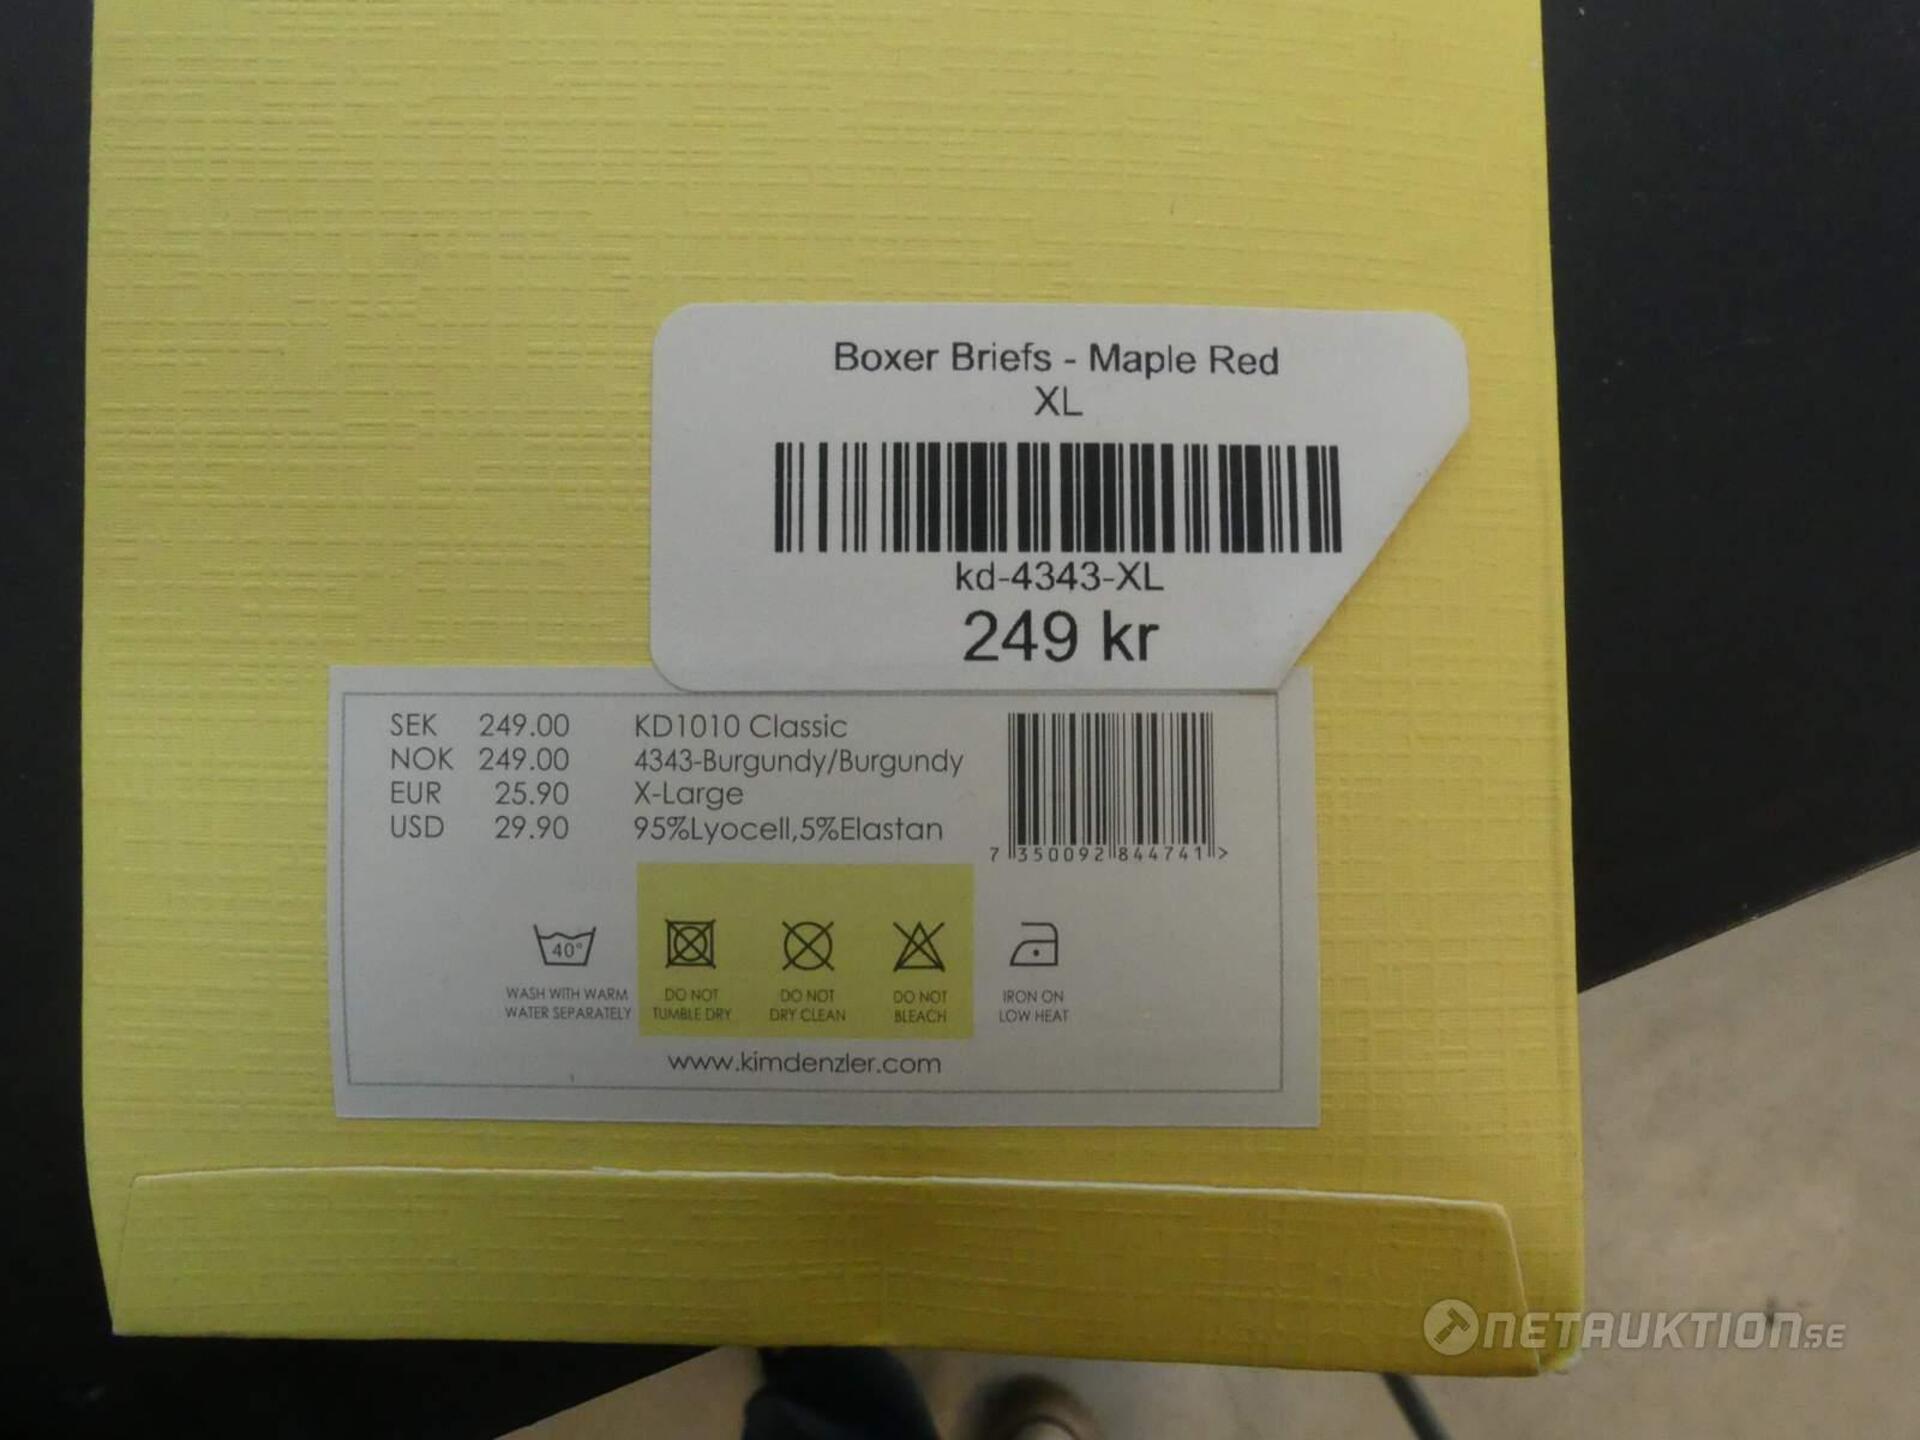 Boxer Briefs - Maple Red
XL
kd-4343-XL
249 kr
SEK 249.00 KD1010 Classic
NOK 249.00 4343-Burgundy/Burgundy
EUR 25.90 X-Large
USD 29.90 95%Lyocell,5%Elastan
7 350092 844741 >
40°
WASH WITH WARM
WATER SEPARATELY
DO NOT
TUMBLE DRY
DO NOT
DRY CLEAN
DO NOT
BLEACH
IRON ON
LOW HEAT
www.kimdenzler.com
NETAUKTION.SE